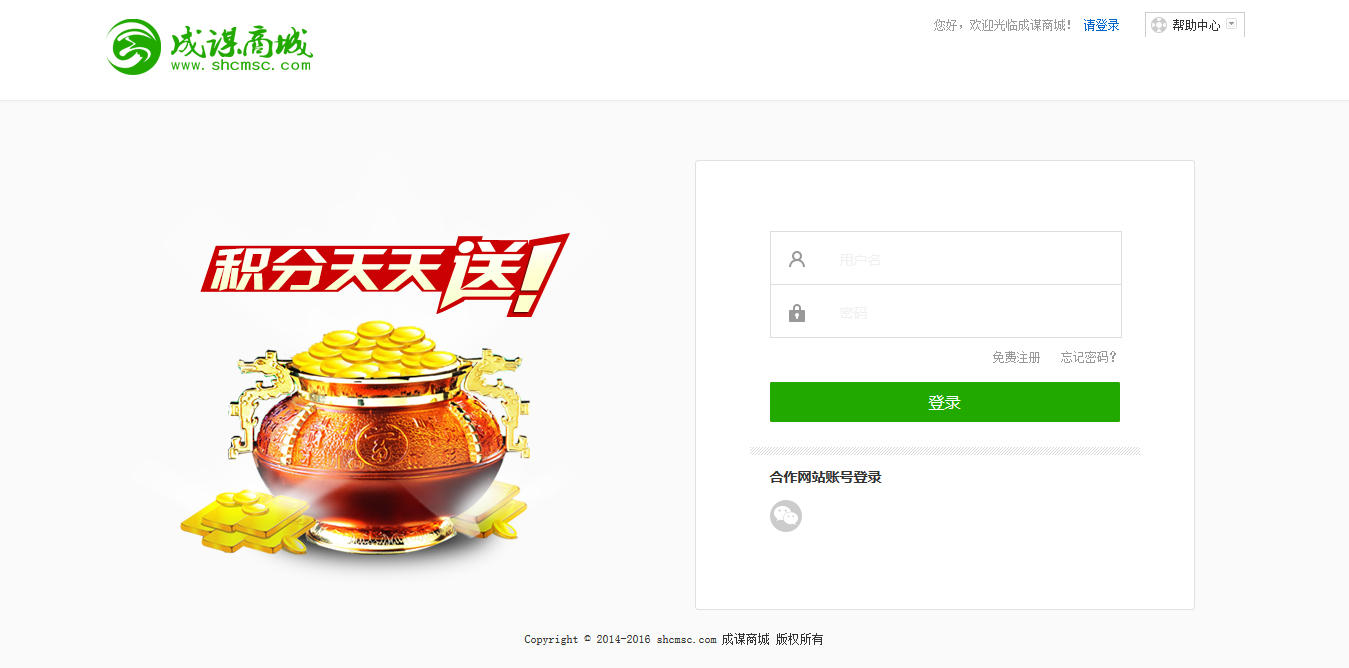 成谋商城
www.shcmsc.com
您好，欢迎光临成谋商城！ 请登录
帮助中心
积分天天送!
用户名
密码
免费注册 忘记密码？
登录
合作网站账号登录
Copyright © 2014-2016 shcmsc.com 成谋商城 版权所有